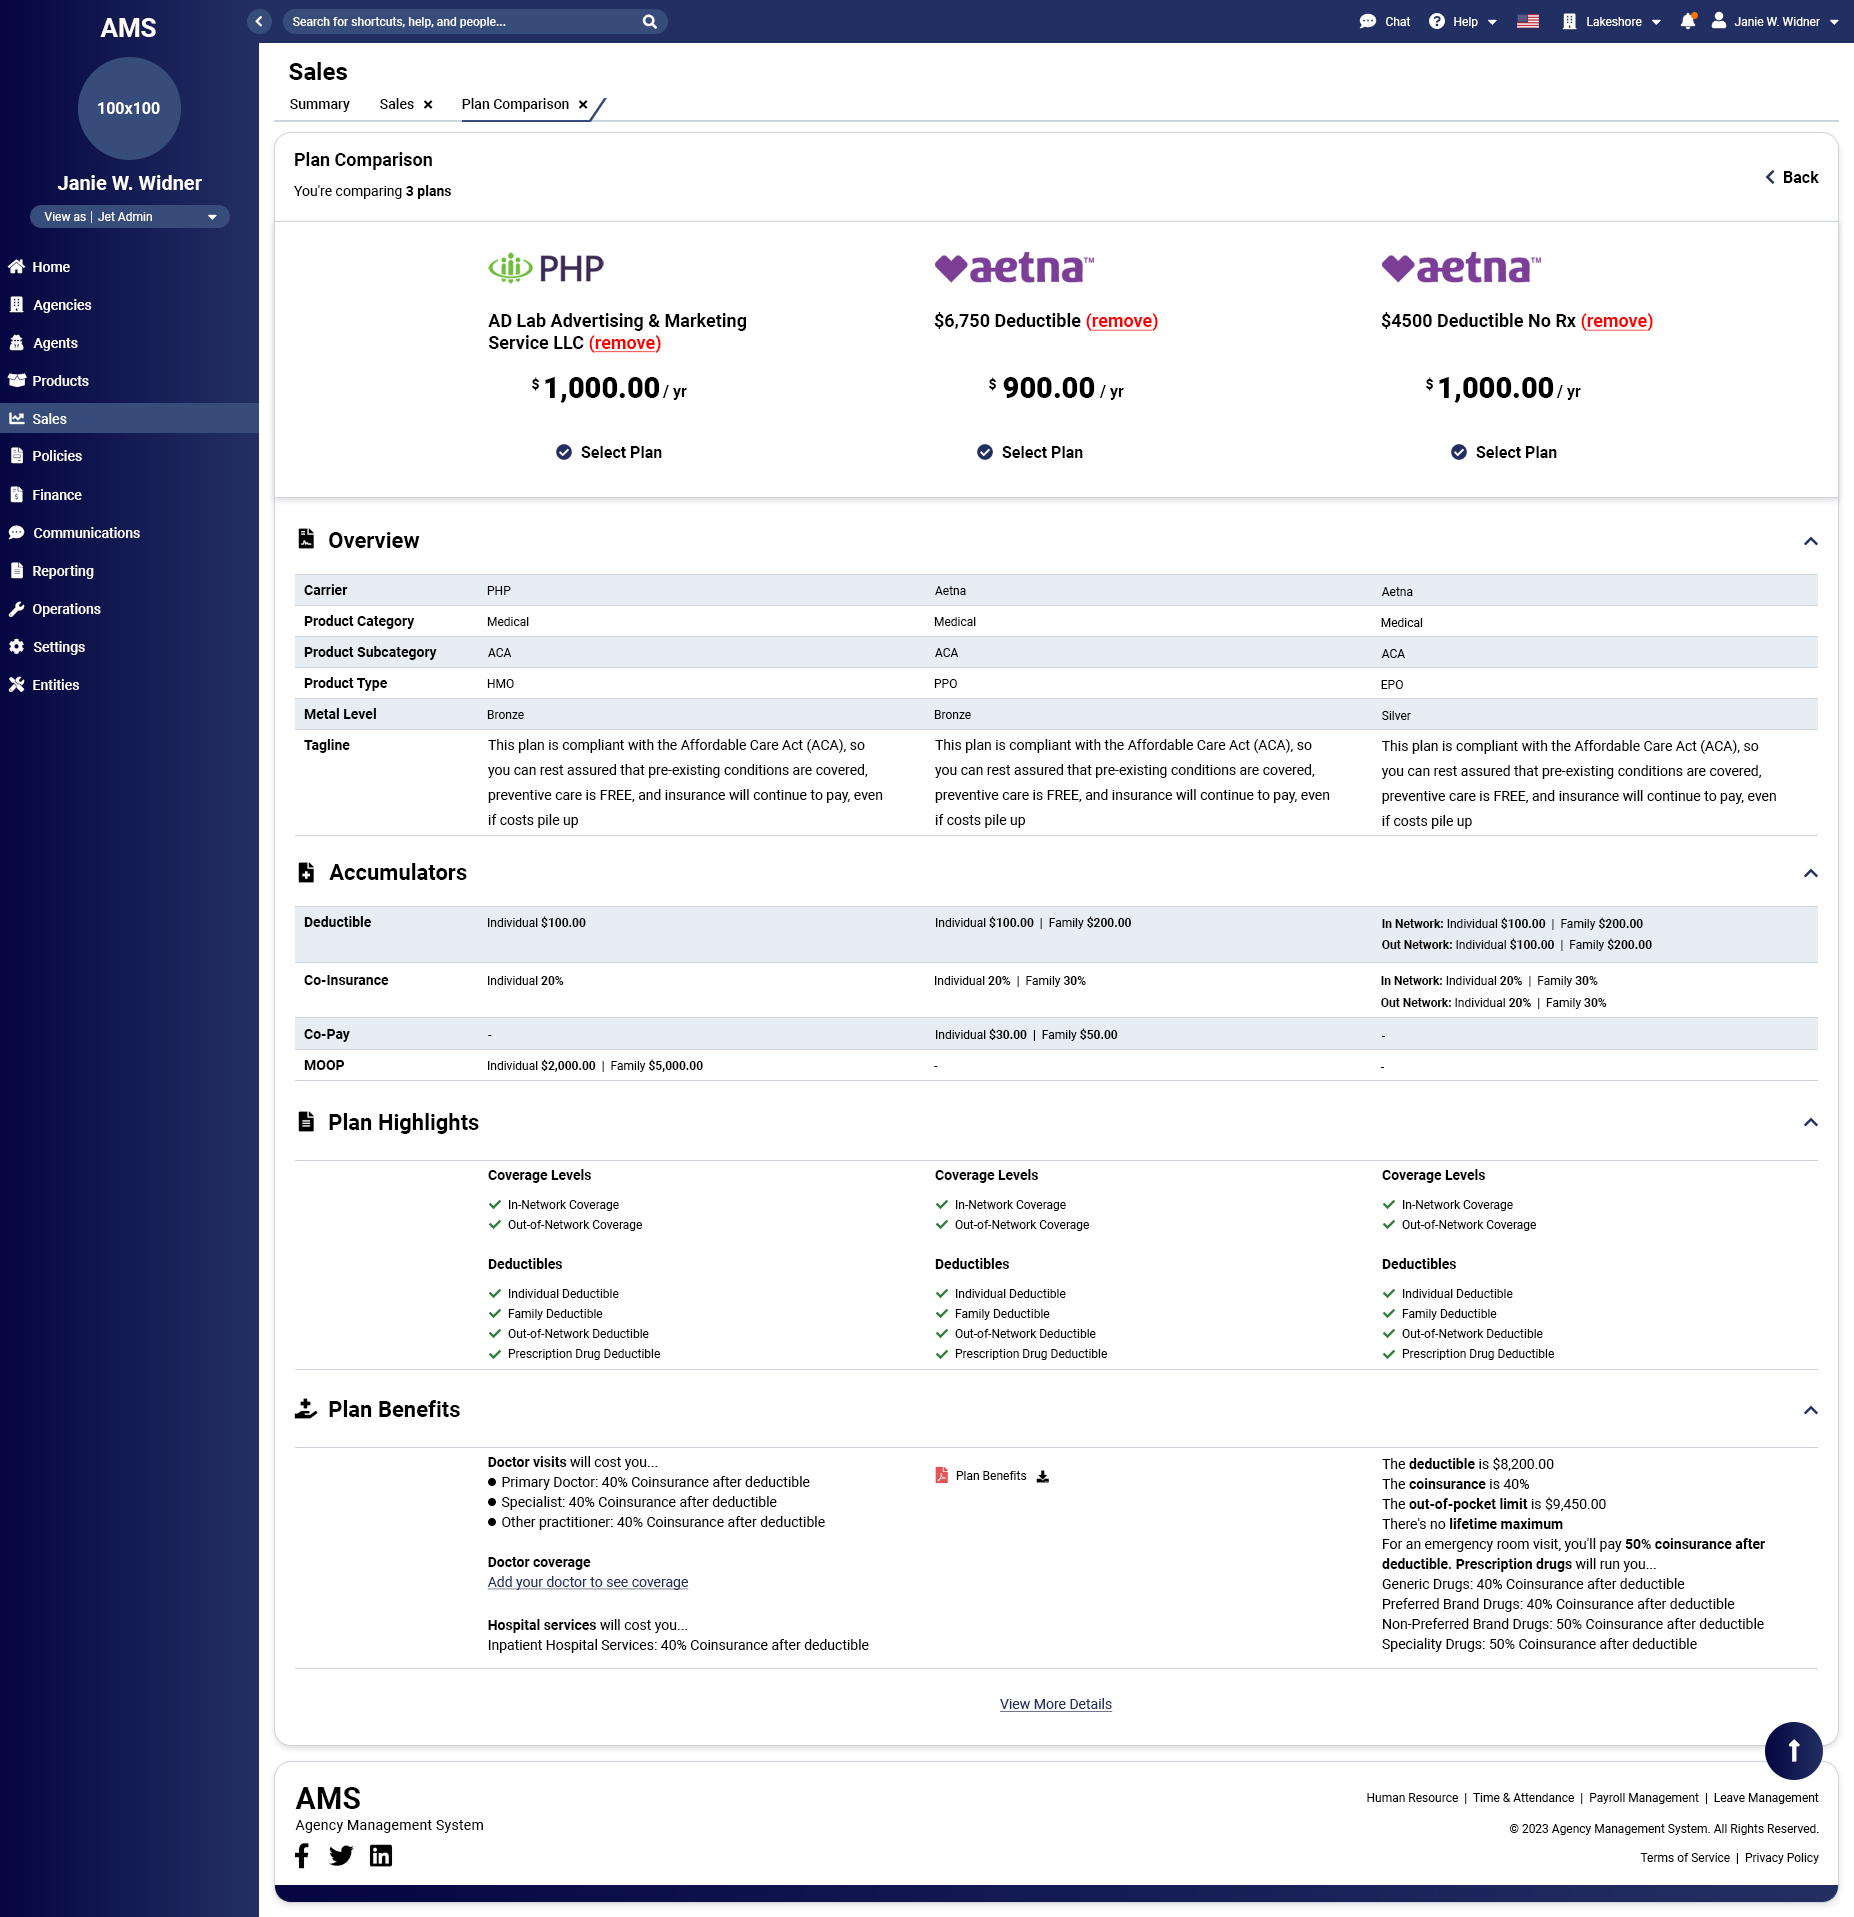 AMS
Search for shortcuts, help, and people...
Chat
Help
Lakeshore
Janie W. Widner
100x100
Janie W. Widner
View as | Jet Admin
Home
Agencies
Agents
Products
Sales
Policies
Finance
Communications
Reporting
Operations
Settings
Entities
Sales
Summary
Sales
Plan Comparison
Plan Comparison
You're comparing 3 plans
Back
PHP
aetna™
aetna™
AD Lab Advertising & Marketing
Service LLC (remove)
$6,750 Deductible (remove)
$4500 Deductible No Rx (remove)
$ 1,000.00 / yr
$ 900.00 / yr
$ 1,000.00 / yr
Select Plan
Select Plan
Select Plan
Overview
Carrier PHP Aetna Aetna
Product Category Medical Medical Medical
Product Subcategory ACA ACA ACA
Product Type HMO PPO EPO
Metal Level Bronze Bronze Silver
Tagline
This plan is compliant with the Affordable Care Act (ACA), so
you can rest assured that pre-existing conditions are covered,
preventive care is FREE, and insurance will continue to pay, even
if costs pile up
This plan is compliant with the Affordable Care Act (ACA), so
you can rest assured that pre-existing conditions are covered,
preventive care is FREE, and insurance will continue to pay, even
if costs pile up
This plan is compliant with the Affordable Care Act (ACA), so
you can rest assured that pre-existing conditions are covered,
preventive care is FREE, and insurance will continue to pay, even
if costs pile up
Accumulators
Deductible
Individual $100.00
Individual $100.00 | Family $200.00
In Network: Individual $100.00 | Family $200.00
Out Network: Individual $100.00 | Family $200.00
Co-Insurance
Individual 20%
Individual 20% | Family 30%
In Network: Individual 20% | Family 30%
Out Network: Individual 20% | Family 30%
Co-Pay - Individual $30.00 | Family $50.00 -
MOOP Individual $2,000.00 | Family $5,000.00 - -
Plan Highlights
Coverage Levels
In-Network Coverage
Out-of-Network Coverage
Deductibles
Individual Deductible
Family Deductible
Out-of-Network Deductible
Prescription Drug Deductible
Coverage Levels
In-Network Coverage
Out-of-Network Coverage
Deductibles
Individual Deductible
Family Deductible
Out-of-Network Deductible
Prescription Drug Deductible
Coverage Levels
In-Network Coverage
Out-of-Network Coverage
Deductibles
Individual Deductible
Family Deductible
Out-of-Network Deductible
Prescription Drug Deductible
Plan Benefits
Doctor visits will cost you...
Primary Doctor: 40% Coinsurance after deductible
Specialist: 40% Coinsurance after deductible
Other practitioner: 40% Coinsurance after deductible
Doctor coverage
Add your doctor to see coverage
Hospital services will cost you...
Inpatient Hospital Services: 40% Coinsurance after deductible
Plan Benefits
The deductible is $8,200.00
The coinsurance is 40%
The out-of-pocket limit is $9,450.00
There's no lifetime maximum
For an emergency room visit, you'll pay 50% coinsurance after
deductible. Prescription drugs will run you...
Generic Drugs: 40% Coinsurance after deductible
Preferred Brand Drugs: 40% Coinsurance after deductible
Non-Preferred Brand Drugs: 50% Coinsurance after deductible
Speciality Drugs: 50% Coinsurance after deductible
View More Details
AMS
Agency Management System
Human Resource | Time & Attendance | Payroll Management | Leave Management
© 2023 Agency Management System. All Rights Reserved.
Terms of Service | Privacy Policy